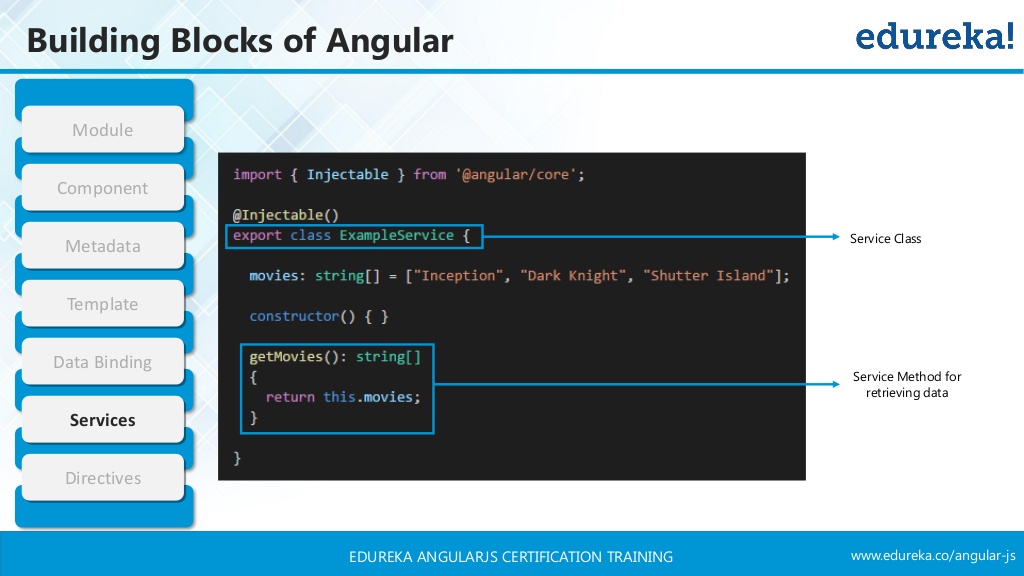 Building Blocks of Angular
edureka!
Module
Component
Metadata
Template
Data Binding
Services
Directives
import { Injectable } from '@angular/core';
@Injectable()
export class ExampleService {
movies: string[] = ["Inception", "Dark Knight", "Shutter Island"];
constructor() { }
getMovies(): string[]
{
return this.movies;
}
}
Service Class
Service Method for
retrieving data
EDUREKA ANGULARJS CERTIFICATION TRAINING
www.edureka.co/angular-js